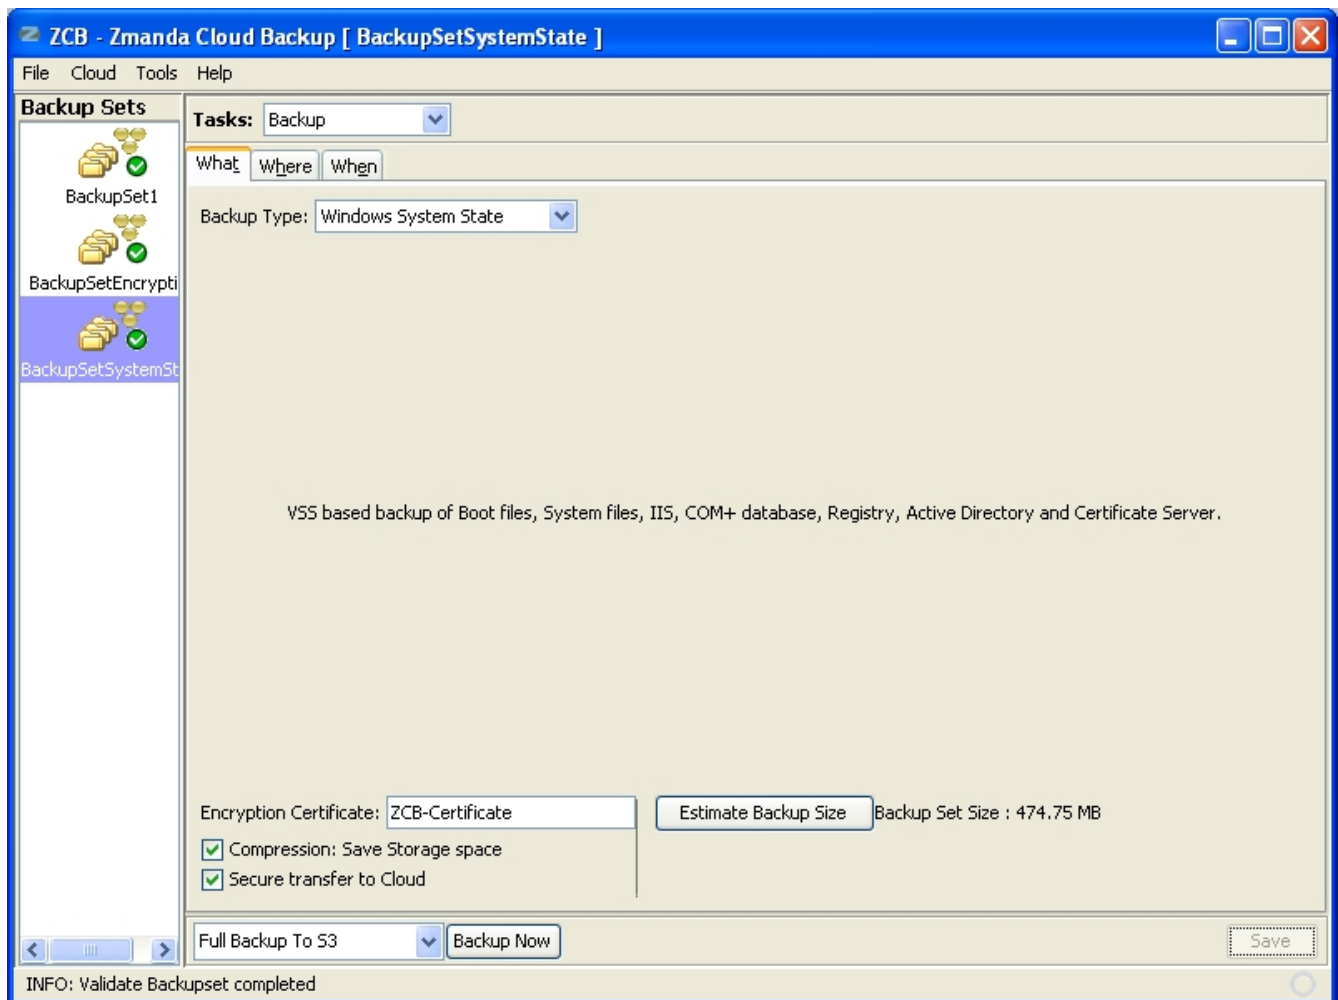 ZCB - Zmanda Cloud Backup [ BackupSetSystemState ]
File Cloud Tools Help
Backup Sets
BackupSet1
BackupSetEncrypti
BackupSetSystemSt
Tasks: Backup
What Where When
Backup Type: Windows System State
VSS based backup of Boot files, System files, IIS, COM+ database, Registry, Active Directory and Certificate Server.
Encryption Certificate: ZCB-Certificate
Estimate Backup Size Backup Set Size : 474.75 MB
Compression: Save Storage space
Secure transfer to Cloud
Full Backup To S3 Backup Now Save
INFO: Validate Backupset completed